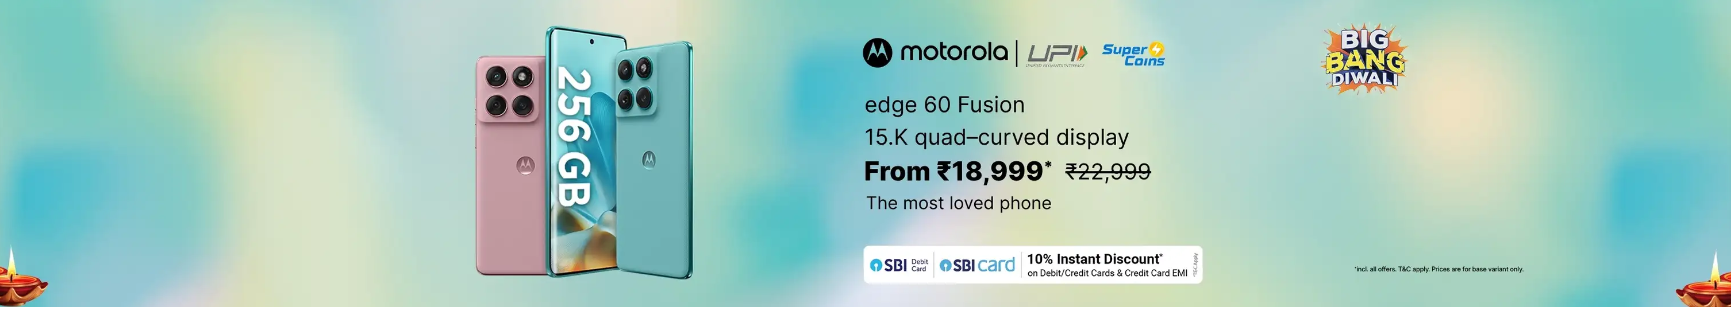 256 GB
motorola
UPI
Super Coins
edge 60 Fusion
15.K quad–curved display
From ₹18,999* ₹22,999
The most loved phone
SBI Debit Card
SBI card
10% Instant Discount*
on Debit/Credit Cards & Credit Card EMI
*T&C Apply
BIG
BANG
DIWALI
*incl. all offers. T&C apply. Prices are for base variant only.